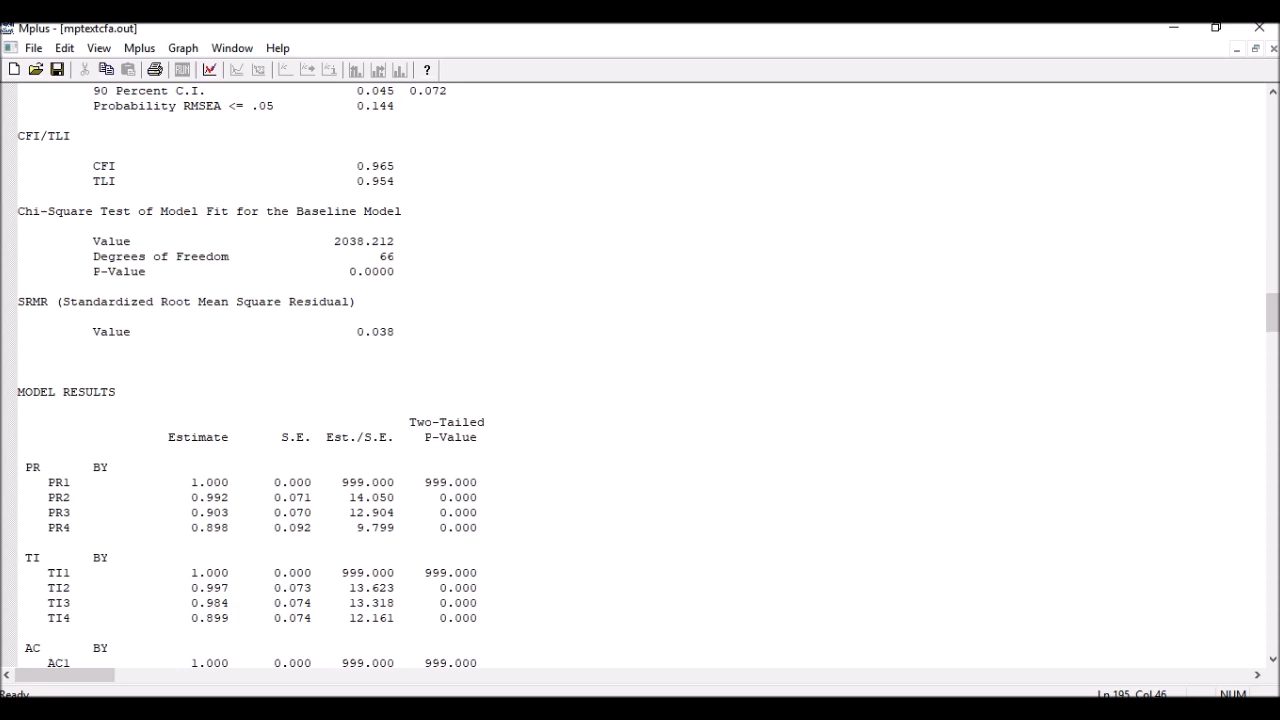 Mplus - [mptextcfa.out]
File Edit View Mplus Graph Window Help
90 Percent C.I. 0.045 0.072
Probability RMSEA <= .05 0.144
CFI/TLI
CFI 0.965
TLI 0.954
Chi-Square Test of Model Fit for the Baseline Model
Value 2038.212
Degrees of Freedom 66
P-Value 0.0000
SRMR (Standardized Root Mean Square Residual)
Value 0.038
MODEL RESULTS
Two-Tailed
Estimate S.E. Est./S.E. P-Value
PR BY
PR1 1.000 0.000 999.000 999.000
PR2 0.992 0.071 14.050 0.000
PR3 0.903 0.070 12.904 0.000
PR4 0.898 0.092 9.799 0.000
TI BY
TI1 1.000 0.000 999.000 999.000
TI2 0.997 0.073 13.623 0.000
TI3 0.984 0.074 13.318 0.000
TI4 0.899 0.074 12.161 0.000
AC BY
AC1 1.000 0.000 999.000 999.000
Ready Ln 195, Col 46 NUM